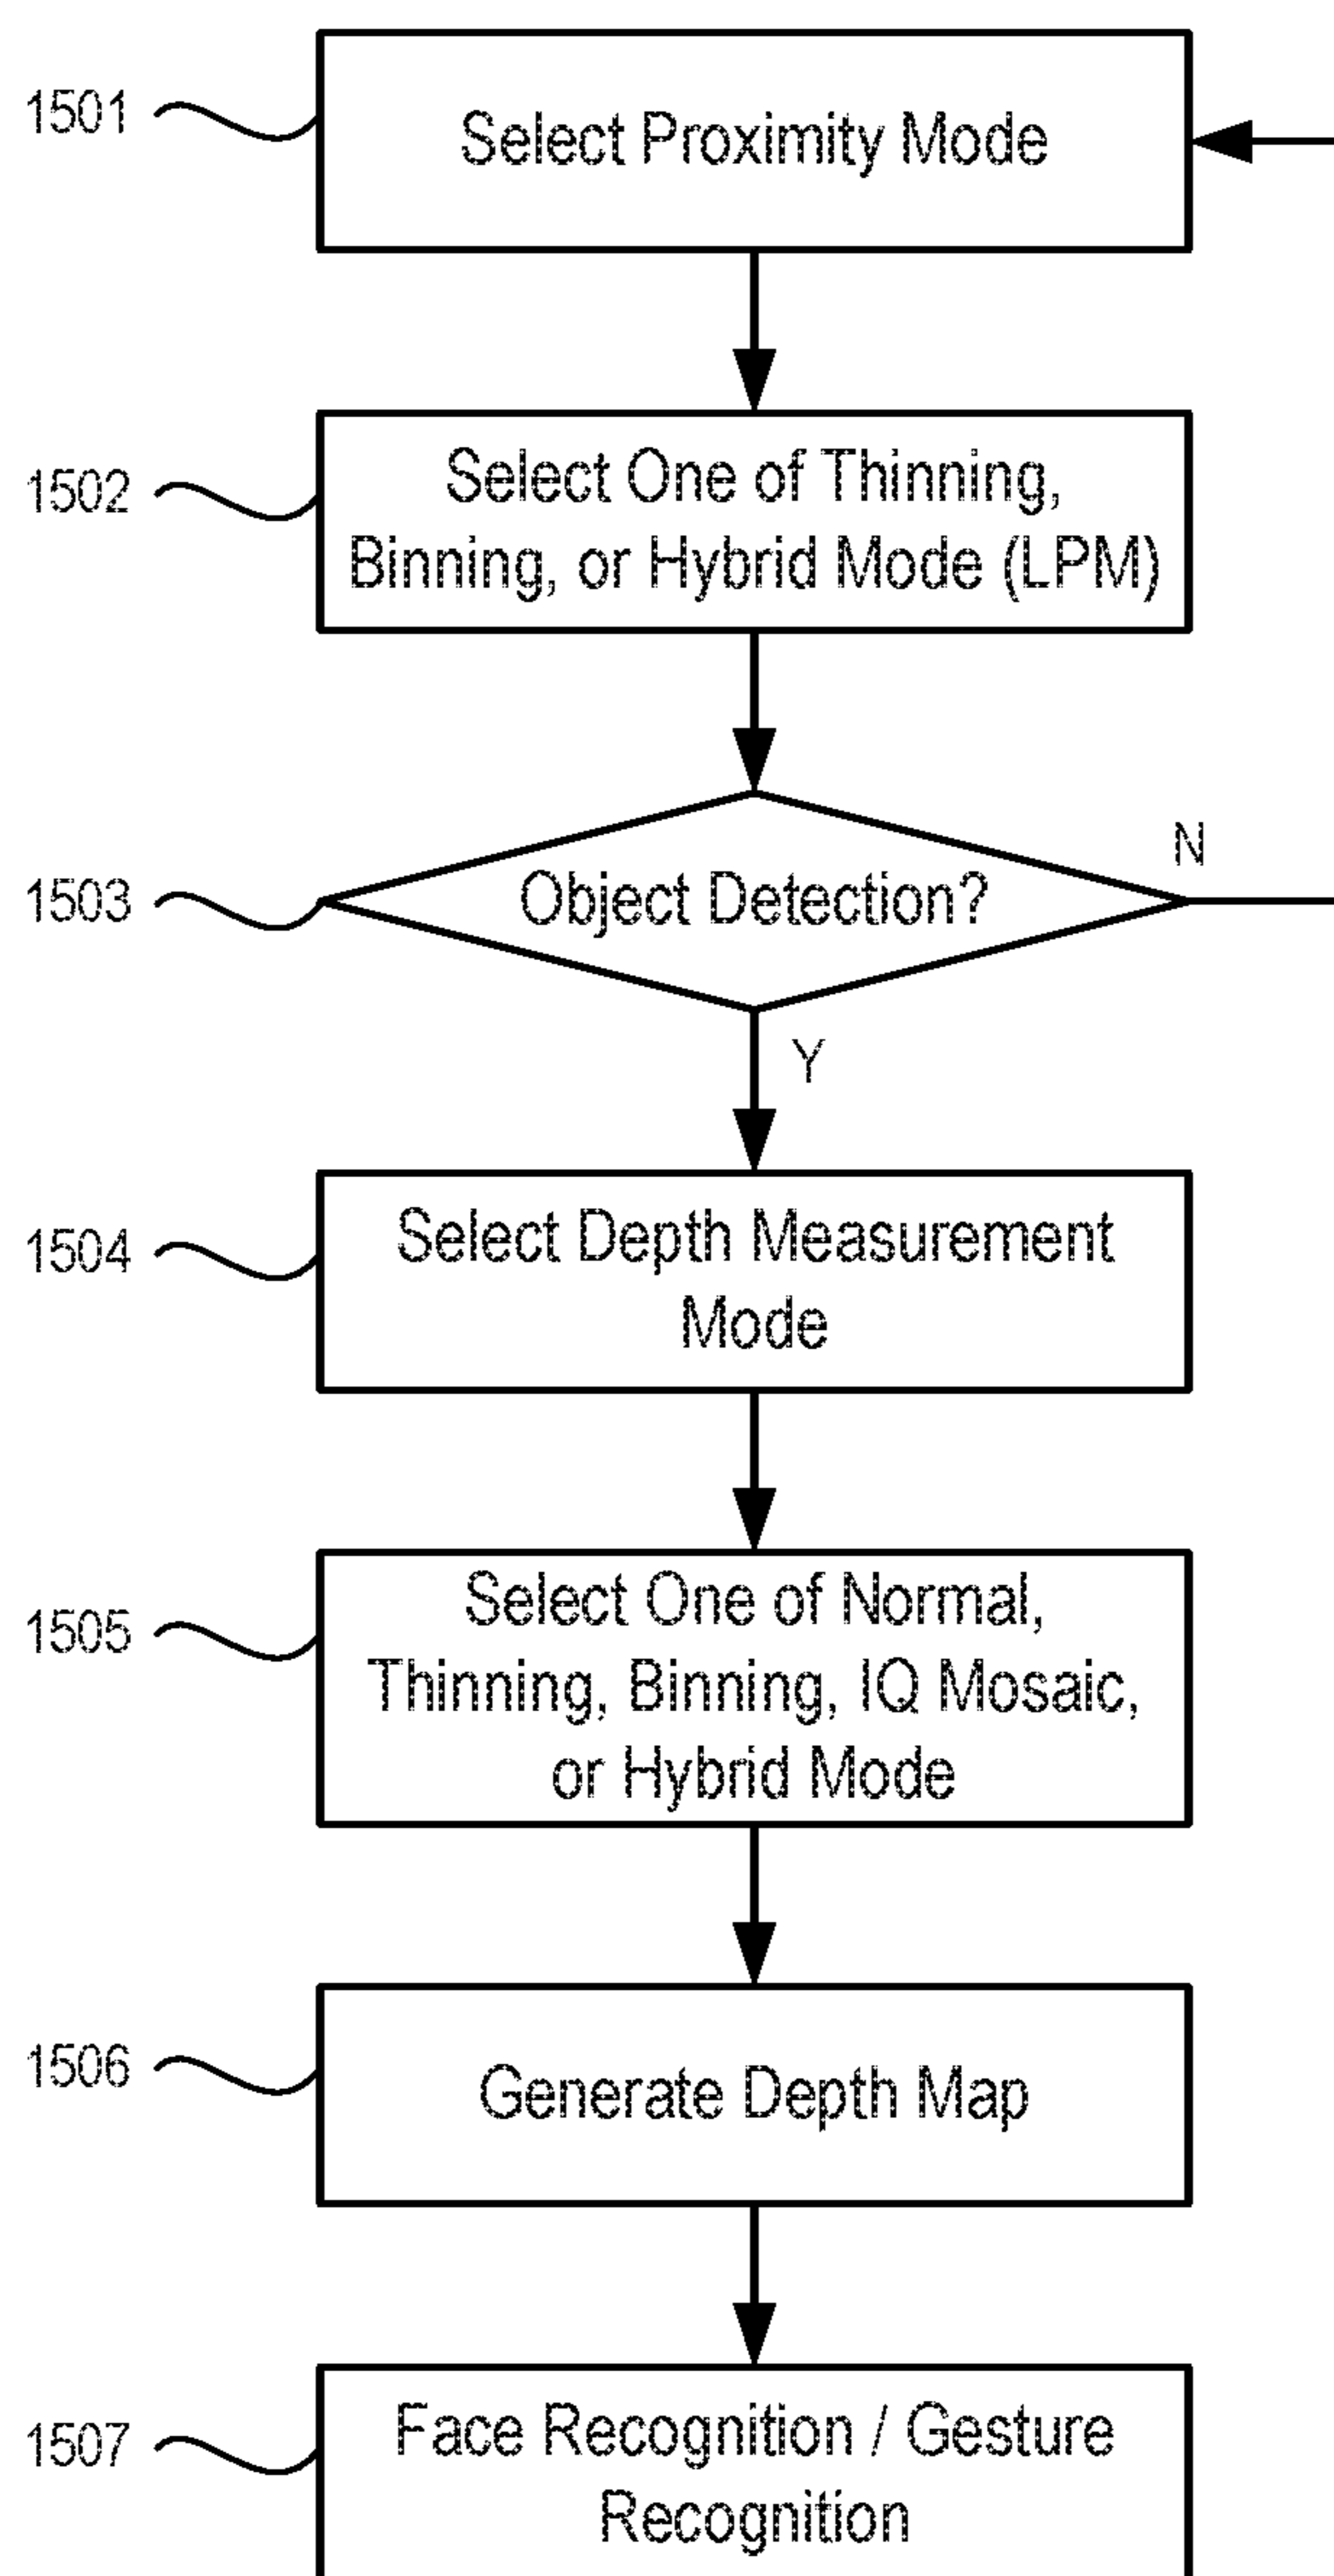 1501
Select Proximity Mode
1502
Select One of Thinning,
Binning, or Hybrid Mode (LPM)
1503
Object Detection?
N
Y
1504
Select Depth Measurement
Mode
1505
Select One of Normal,
Thinning, Binning, IQ Mosaic,
or Hybrid Mode
1506
Generate Depth Map
1507
Face Recognition / Gesture
Recognition